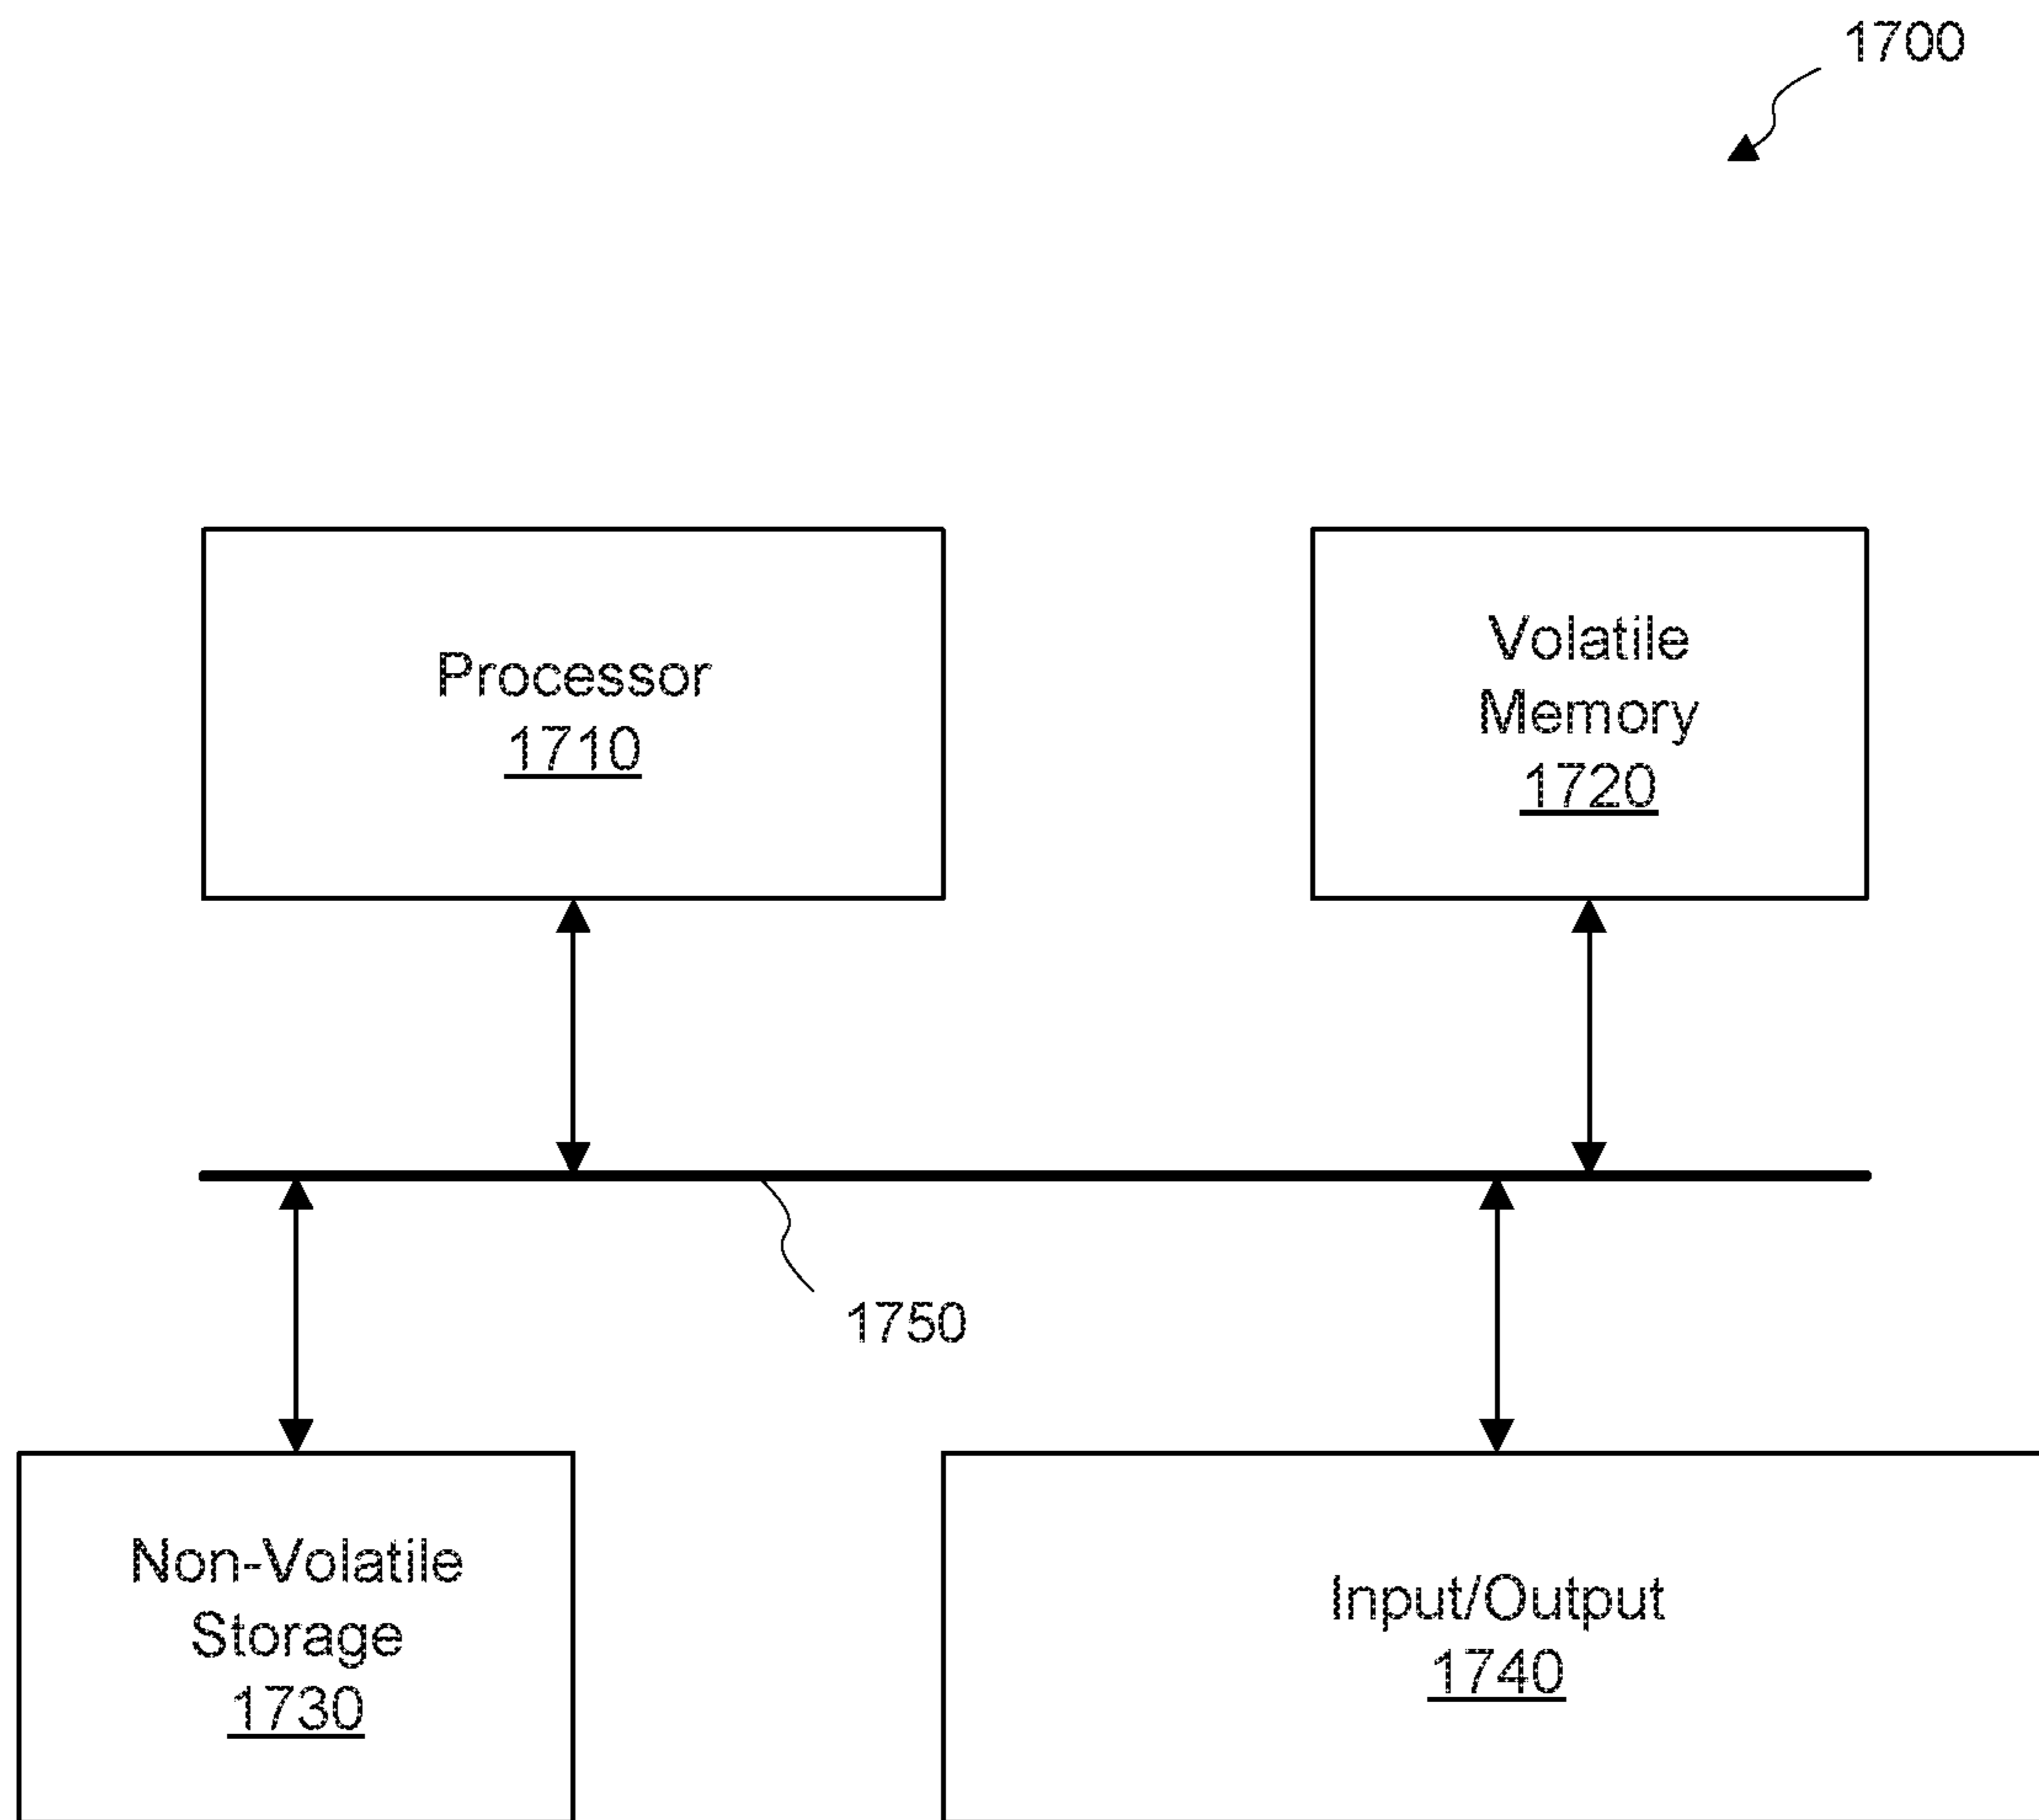 1700
Processor
1710
Volatile
Memory
1720
1750
Non-Volatile
Storage
1730
Input/Output
1740